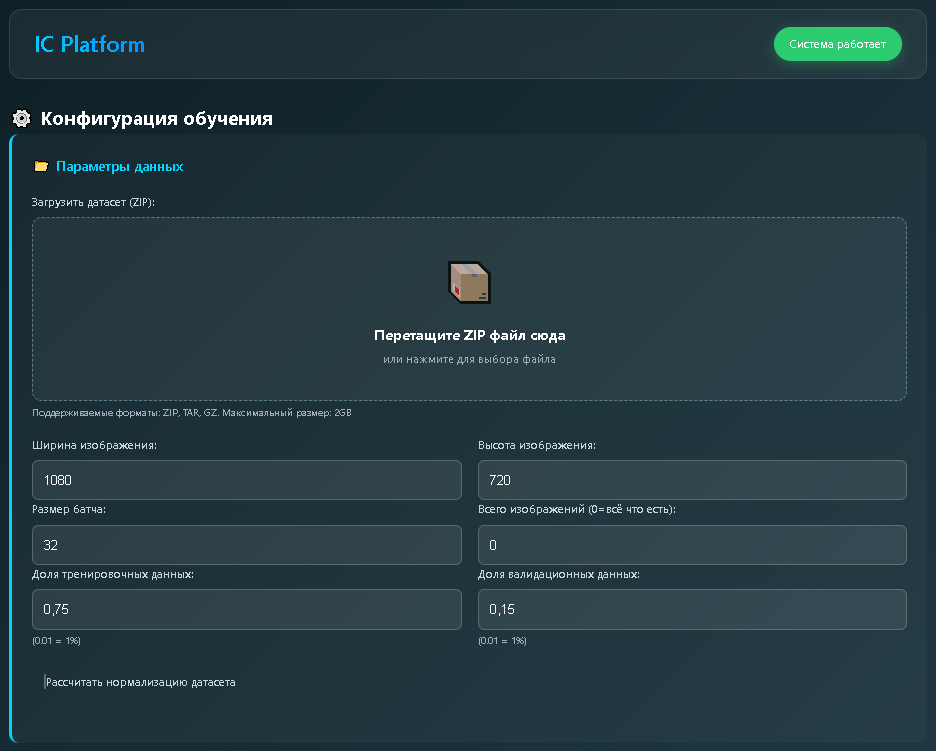 IC Platform
Система работает
Конфигурация обучения
Параметры данных
Загрузить датасет (ZIP):
Перетащите ZIP файл сюда
или нажмите для выбора файла
Поддерживаемые форматы: ZIP, TAR, GZ. Максимальный размер: 2GB
Ширина изображения:
Высота изображения:
1080
720
Размер батча:
Всего изображений (0=всё что есть):
32
0
Доля тренировочных данных:
Доля валидационных данных:
0,75
0,15
(0.01 = 1%)
(0.01 = 1%)
Рассчитать нормализацию датасета